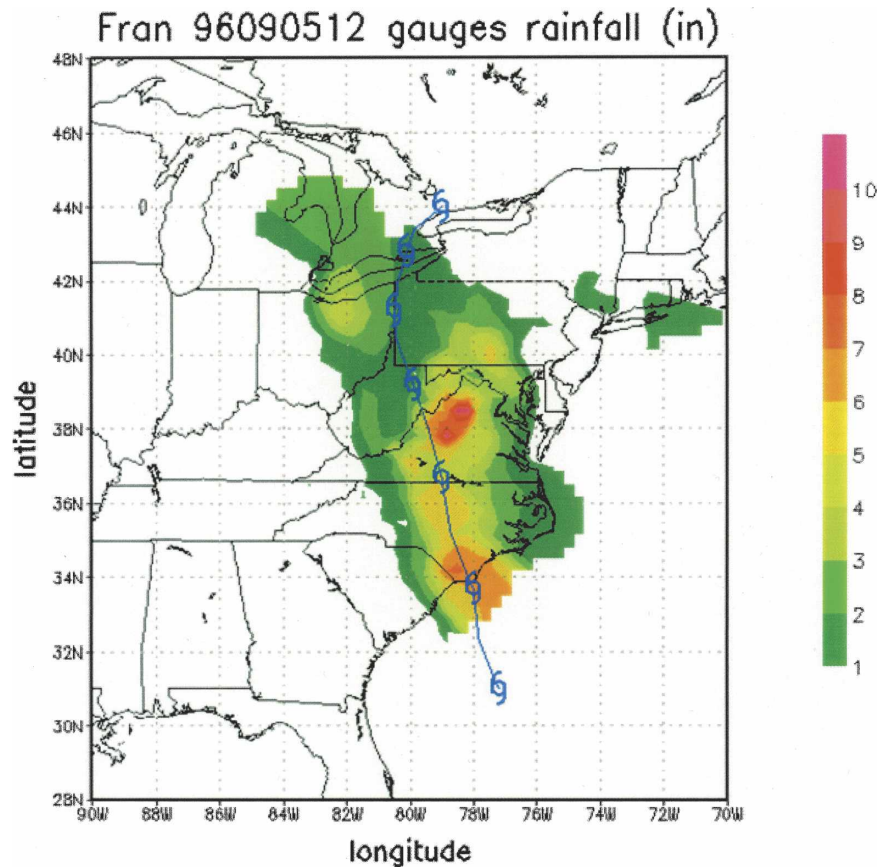 Fran 96090512 gauges rainfall (in)
48N
46N
44N
42N
40N
38N
36N
34N
32N
30N
28N
latitude
90W 88W 86W 84W 82W 80W 78W 76W 74W 72W 70W
longitude
10
9
8
7
6
5
4
3
2
1